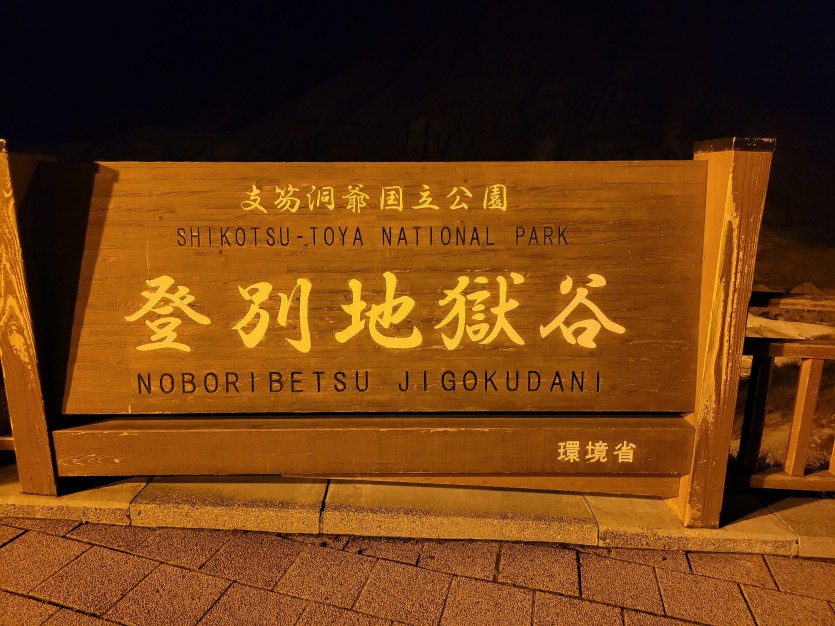 支笏洞爺国立公園
SHIKOTSU-TOYA NATIONAL PARK
登別地獄谷
NOBORIBETSU JIGOKUDANI
環境省